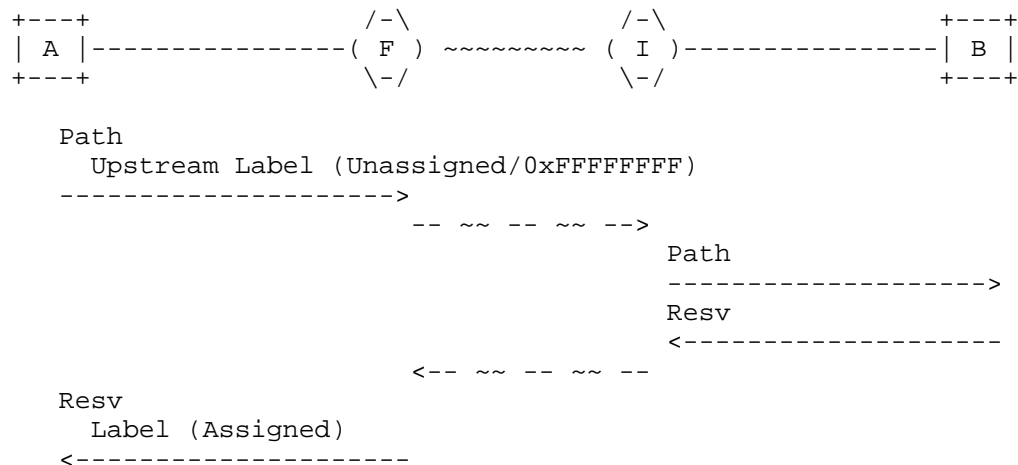 +---+                /-\               /-\                +---+
| A |----------------( F ) ~~~~~~~~~ ( I )----------------| B |
+---+                \-/               \-/                +---+
Path
Upstream Label (Unassigned/0xFFFFFFFF)
--------------------->
-- ~~ -- ~~ -->
Path
-------------------->
Resv
<--------------------
<-- ~~ -- ~~ --
Resv
Label (Assigned)
<---------------------